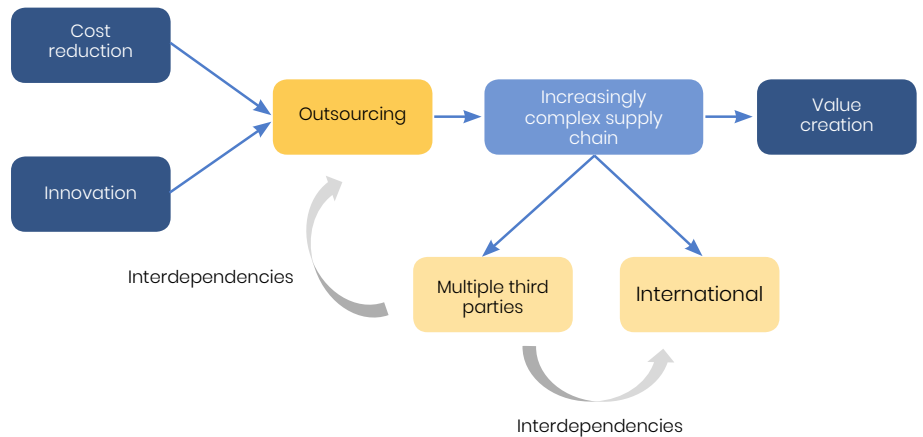 Cost
reduction
Innovation
Outsourcing
Increasingly
complex supply
chain
Value
creation
Interdependencies
Multiple third
parties
International
Interdependencies